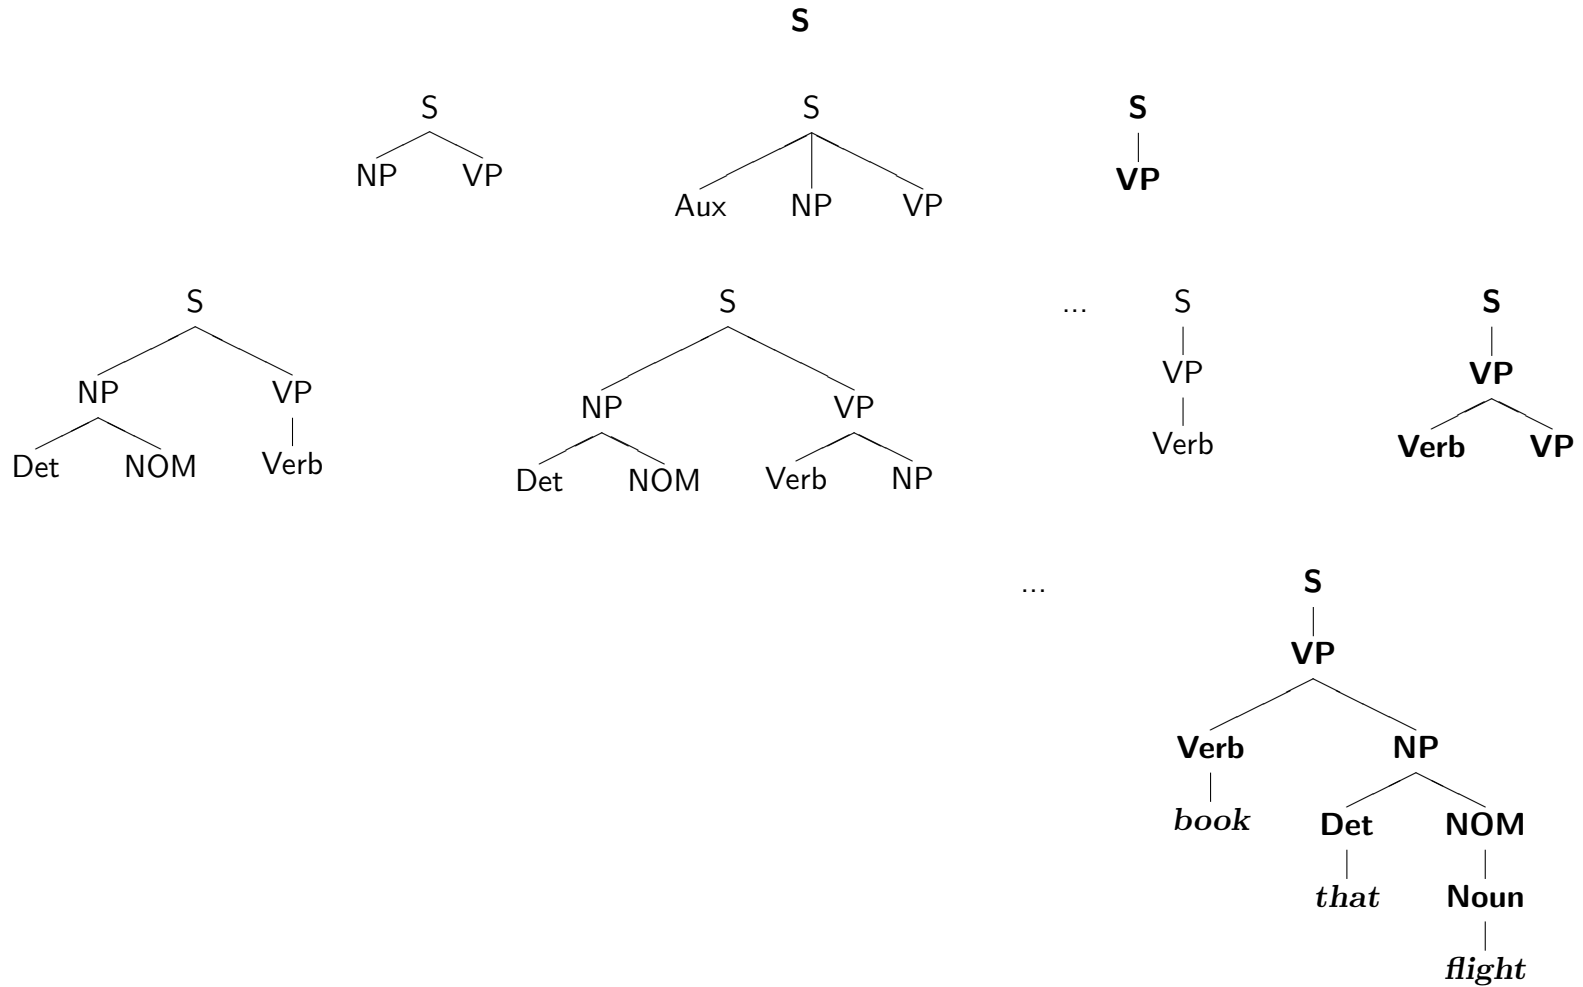 S
S S S
NP VP Aux NP VP VP
S S ... S S
NP VP NP VP VP VP
Det NOM Verb Det NOM Verb NP Verb Verb VP
... S
VP
Verb NP
book Det NOM
that Noun
flight